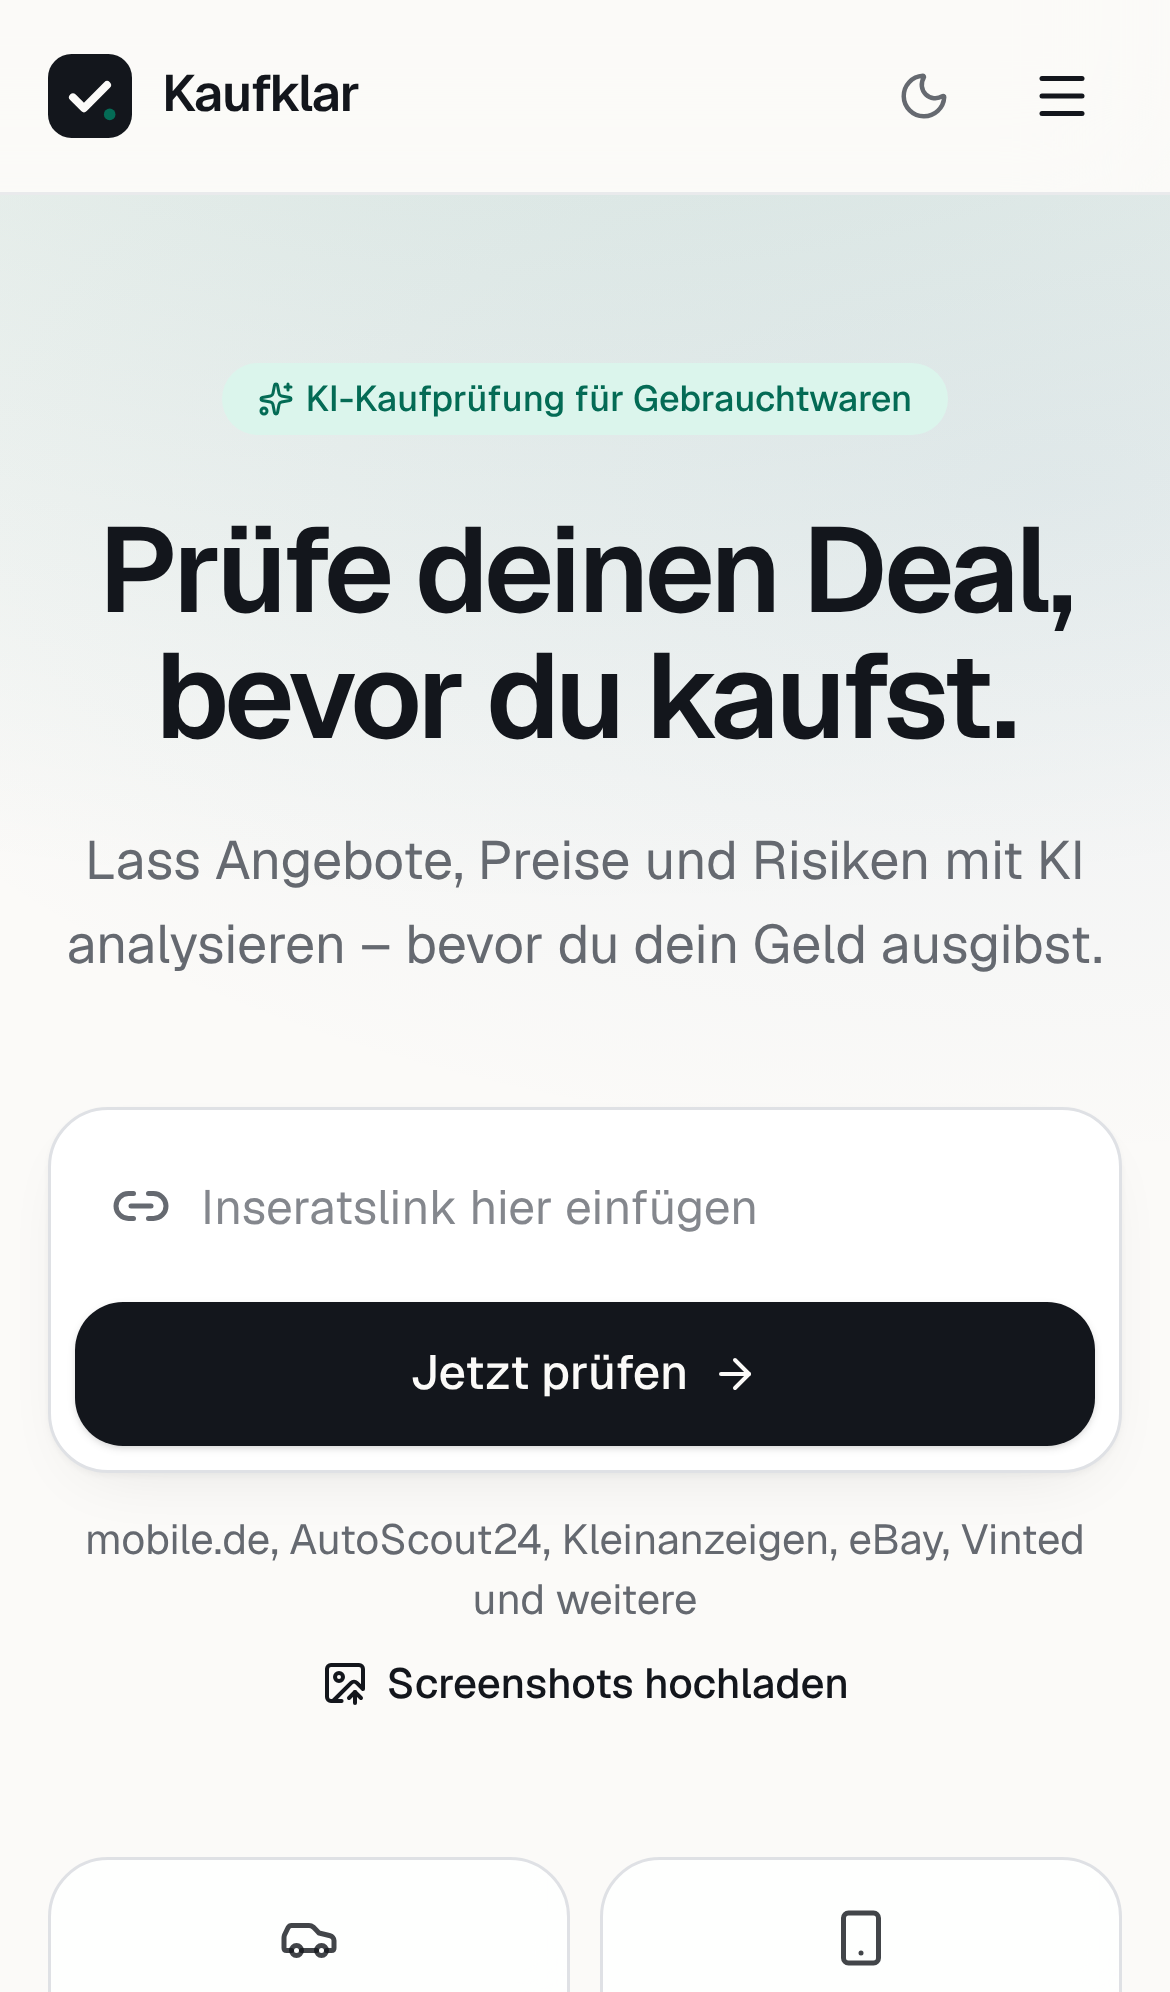 Kaufklar
KI-Kaufprüfung für Gebrauchtwaren
Prüfe deinen Deal,
bevor du kaufst.
Lass Angebote, Preise und Risiken mit KI
analysieren – bevor du dein Geld ausgibst.
Inseratslink hier einfügen
Jetzt prüfen →
mobile.de, AutoScout24, Kleinanzeigen, eBay, Vinted
und weitere
Screenshots hochladen